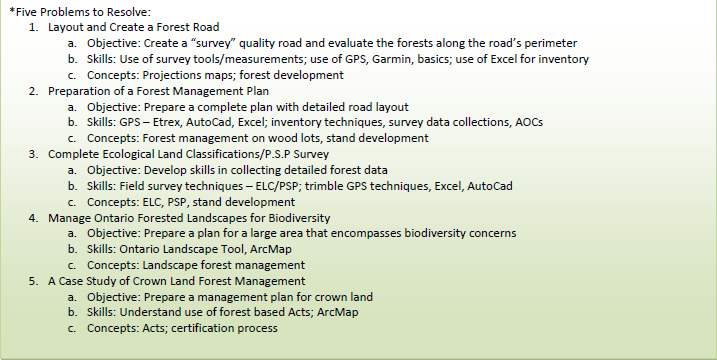 *Five Problems to Resolve:
1. Layout and Create a Forest Road
a. Objective: Create a “survey” quality road and evaluate the forests along the road’s perimeter
b. Skills: Use of survey tools/measurements; use of GPS, Garmin, basics; use of Excel for inventory
c. Concepts: Projections maps; forest development
2. Preparation of a Forest Management Plan
a. Objective: Prepare a complete plan with detailed road layout
b. Skills: GPS – Etrex, AutoCad, Excel; inventory techniques, survey data collections, AOCs
c. Concepts: Forest management on wood lots, stand development
3. Complete Ecological Land Classifications/P.S.P Survey
a. Objective: Develop skills in collecting detailed forest data
b. Skills: Field survey techniques – ELC/PSP; trimble GPS techniques, Excel, AutoCad
c. Concepts: ELC, PSP, stand development
4. Manage Ontario Forested Landscapes for Biodiversity
a. Objective: Prepare a plan for a large area that encompasses biodiversity concerns
b. Skills: Ontario Landscape Tool, ArcMap
c. Concepts: Landscape forest management
5. A Case Study of Crown Land Forest Management
a. Objective: Prepare a management plan for crown land
b. Skills: Understand use of forest based Acts; ArcMap
c. Concepts: Acts; certification process